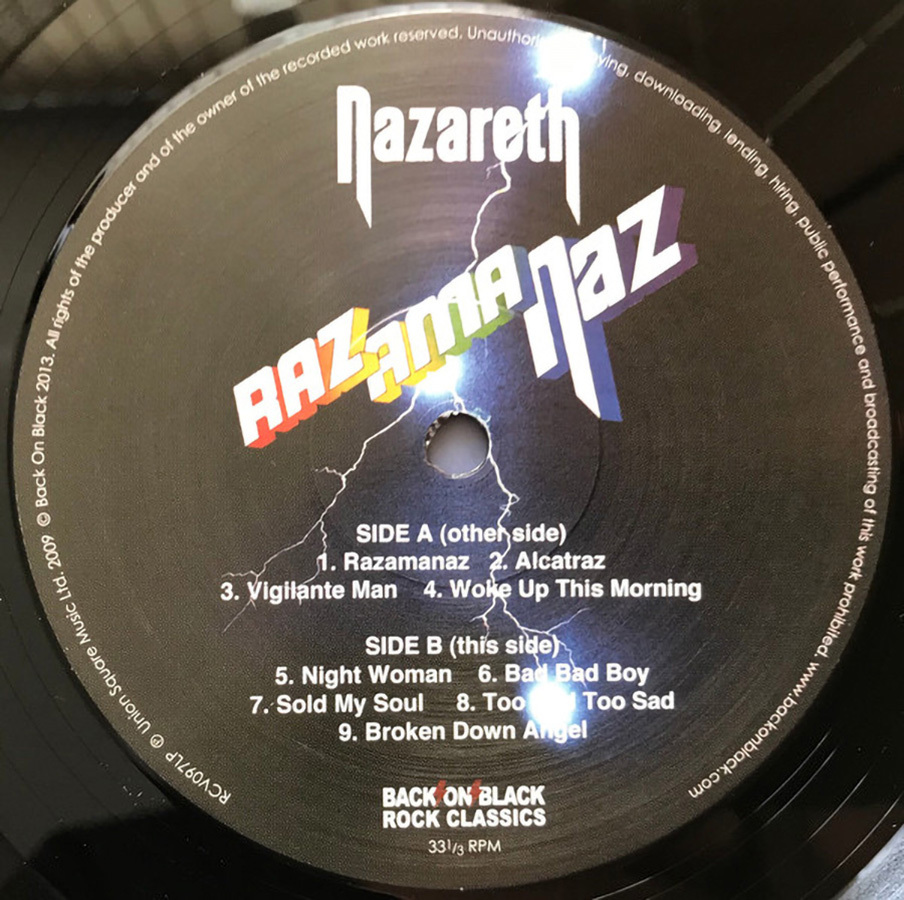 Nazareth
RAZAMANAZ
SIDE A (other side)
1. Razamanaz 2. Alcatraz
3. Vigilante Man 4. Woke Up This Morning
SIDE B (this side)
5. Night Woman 6. Bad Bad Boy
7. Sold My Soul 8. Too Too Sad
9. Broken Down Angel
BACK ON BLACK
ROCK CLASSICS
33 1/3 RPM
RCV097LP ℗ Union Square Music Ltd. 2009 © Back On Black 2013. All rights of the producer and of the owner of the recorded work reserved. downloading, lending, hiring, public performance and broadcasting of this work prohibited. www.backonblack.com